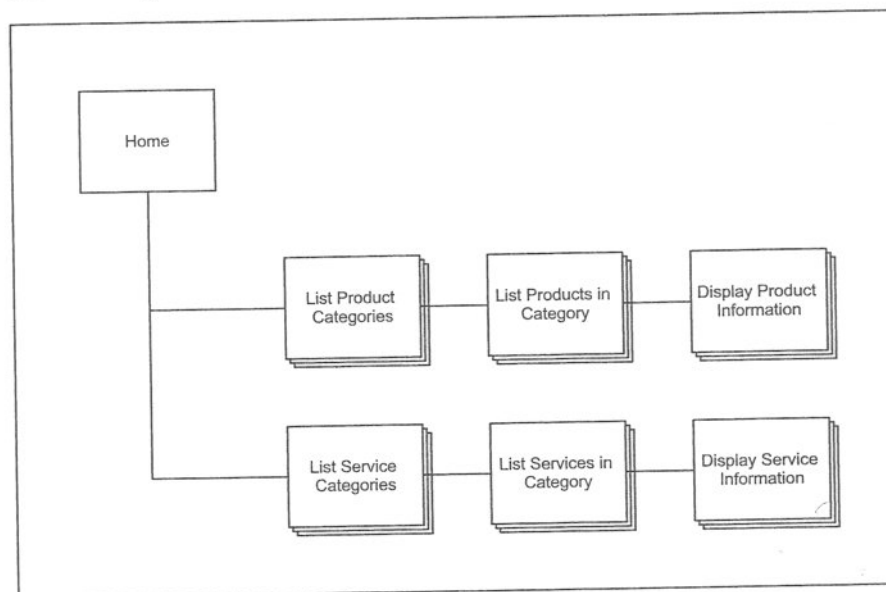 Home
List Product
Categories
List Products in
Category
Display Product
Information
List Service
Categories
List Services in
Category
Display Service
Information